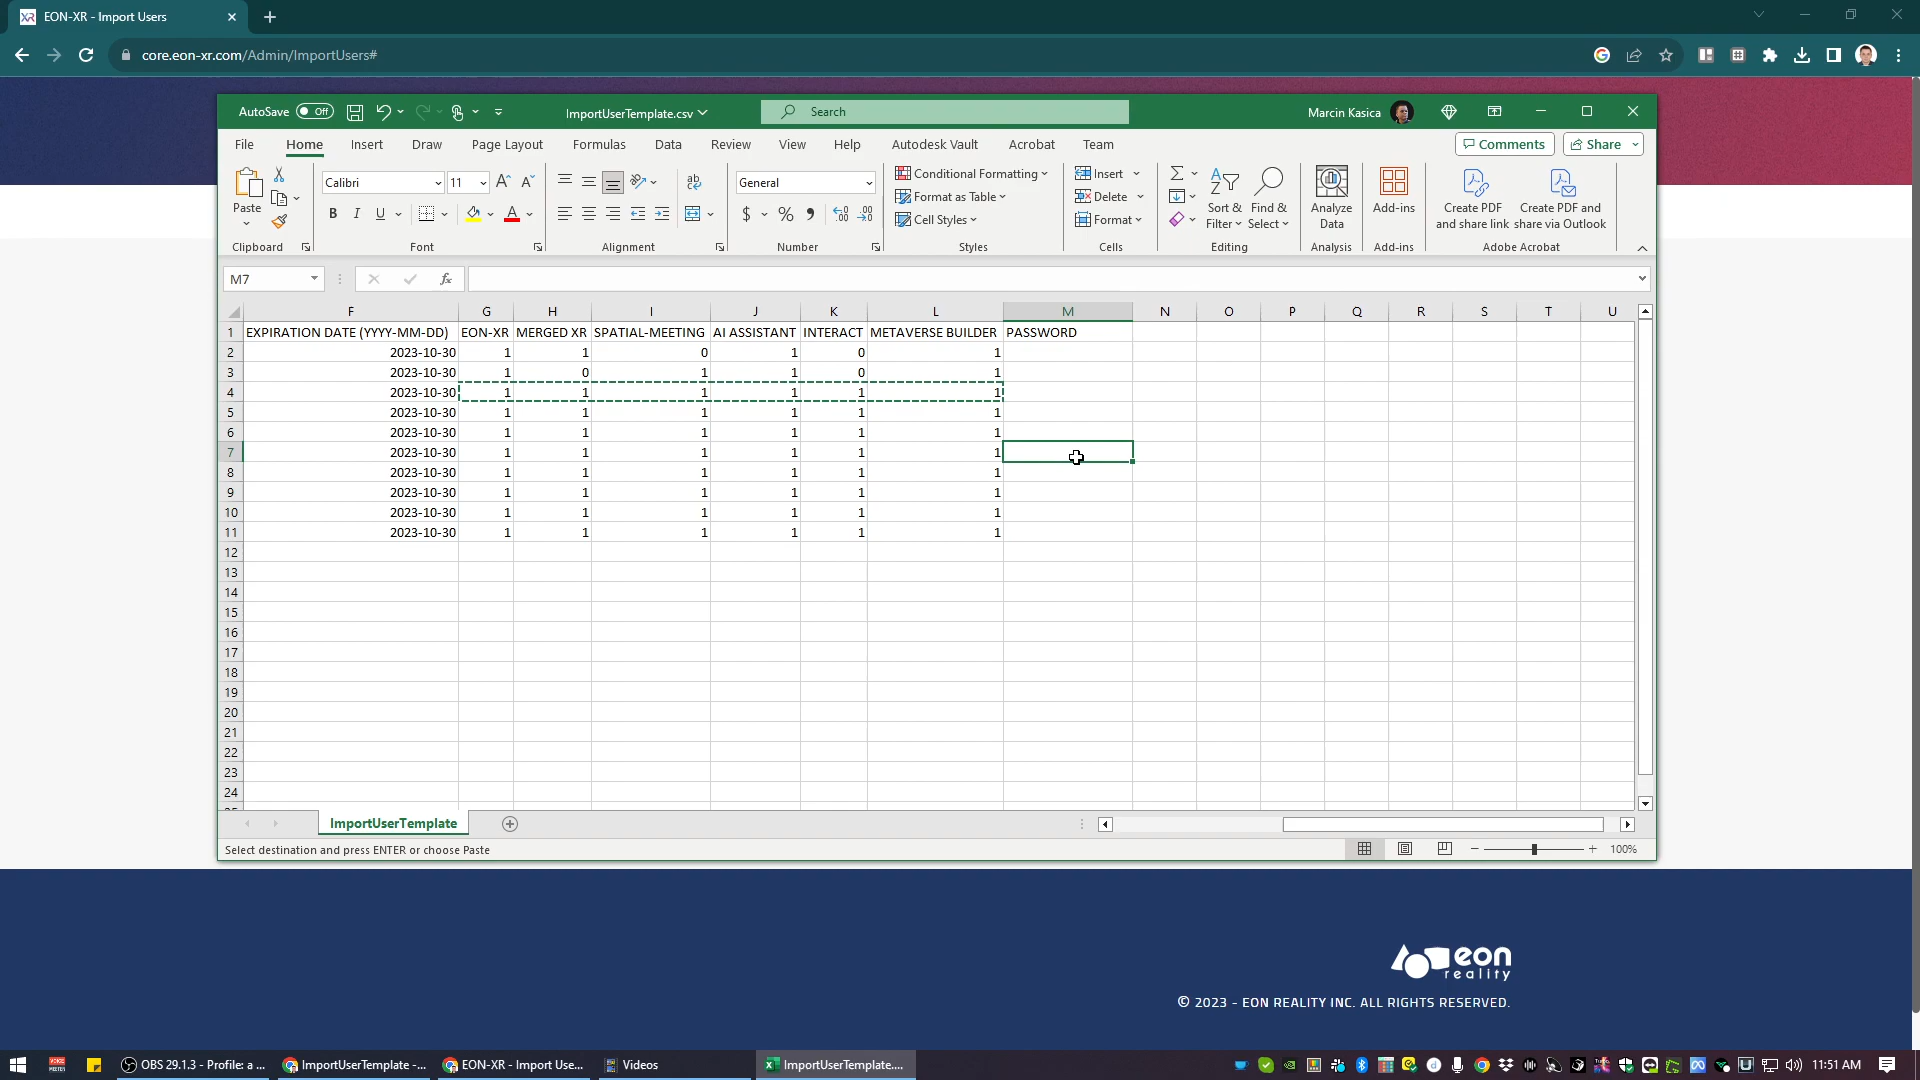 EON-XR - Import Users
core.eon-xr.com/Admin/ImportUsers#
AutoSave Off
ImportUserTemplate.csv
Search
Marcin Kasica
File Home Insert Draw Page Layout Formulas Data Review View Help Autodesk Vault Acrobat Team
Comments
Share
Paste
Clipboard
Calibri 11
B I U
Font
ab
Alignment
General
$ % 9
Number
Conditional Formatting
Format as Table
Cell Styles
Styles
Insert
Delete
Format
Cells
Sort & Filter
Find & Select
Editing
Analyze Data
Analysis
Add-ins
Add-ins
Create PDF and share link
Create PDF and share via Outlook
Adobe Acrobat
M7
fx
F G H I J K L M N O P Q R S T U
1 EXPIRATION DATE (YYYY-MM-DD) EON-XR MERGED XR SPATIAL-MEETING AI ASSISTANT INTERACT METAVERSE BUILDER PASSWORD
2 2023-10-30 1 1 0 1 0 1
3 2023-10-30 1 0 1 1 0 1
4 2023-10-30 1 1 1 1 1 1
5 2023-10-30 1 1 1 1 1 1
6 2023-10-30 1 1 1 1 1 1
7 2023-10-30 1 1 1 1 1 1
8 2023-10-30 1 1 1 1 1 1
9 2023-10-30 1 1 1 1 1 1
10 2023-10-30 1 1 1 1 1 1
11 2023-10-30 1 1 1 1 1 1
12
13
14
15
16
17
18
19
20
21
22
23
24
ImportUserTemplate
Select destination and press ENTER or choose Paste
100%
eon
reality
© 2023 - EON REALITY INC. ALL RIGHTS RESERVED.
OBS 29.1.3 - Profile: a ...
ImportUserTemplate -...
EON-XR - Import Use...
Videos
ImportUserTemplate....
11:51 AM